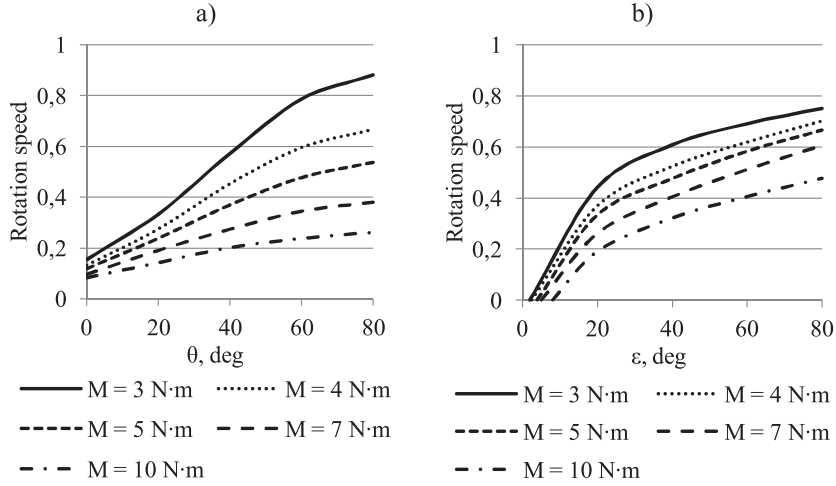 a)
1
0,8
0,6
0,4
0,2
0
Rotation speed
0 20 40 60 80
θ, deg
M = 3 N·m M = 4 N·m
M = 5 N·m M = 7 N·m
M = 10 N·m
b)
1
0,8
0,6
0,4
0,2
0
Rotation speed
0 20 40 60 80
ε, deg
M = 3 N·m M = 4 N·m
M = 5 N·m M = 7 N·m
M = 10 N·m